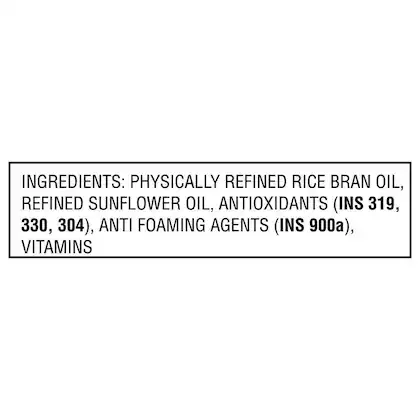 INGREDIENTS: PHYSICALLY REFINED RICE BRAN OIL,
REFINED SUNFLOWER OIL, ANTIOXIDANTS (INS 319,
330, 304), ANTI FOAMING AGENTS (INS 900a),
VITAMINS